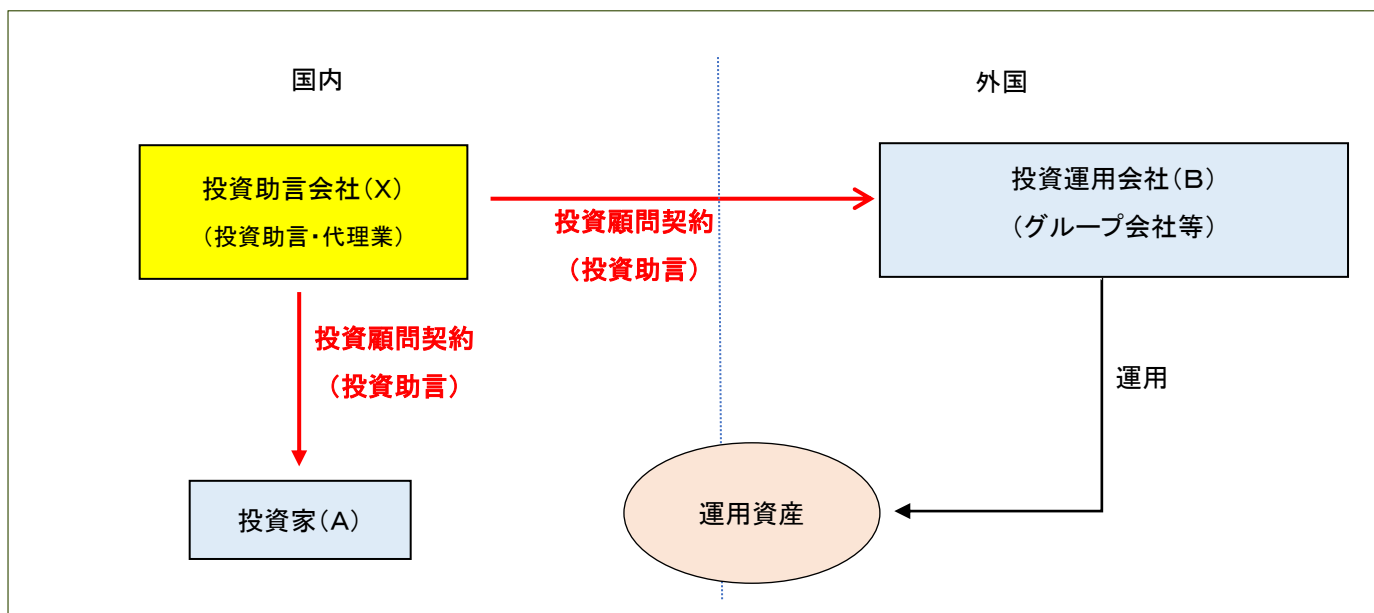 国内
外国
投資助言会社(X)
(投資助言・代理業)
投資運用会社(B)
(グループ会社等)
投資顧問契約
(投資助言)
投資顧問契約
(投資助言)
運用
投資家(A)
運用資産